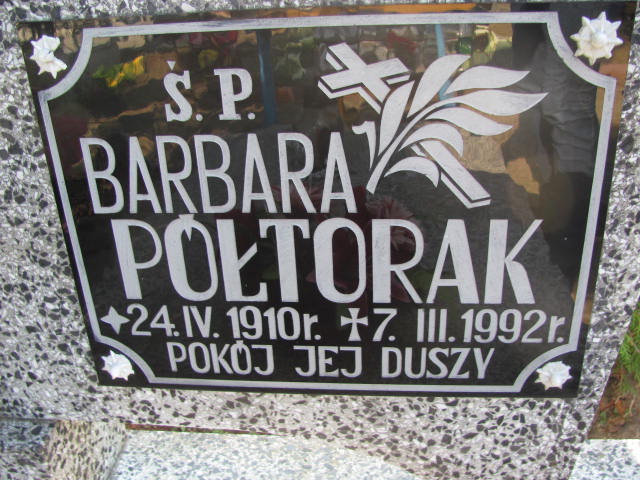 Ś. P.
BARBARA
PÓŁTORAK
24. IV. 1910r. 7. III. 1992r.
POKÓJ JEJ DUSZY